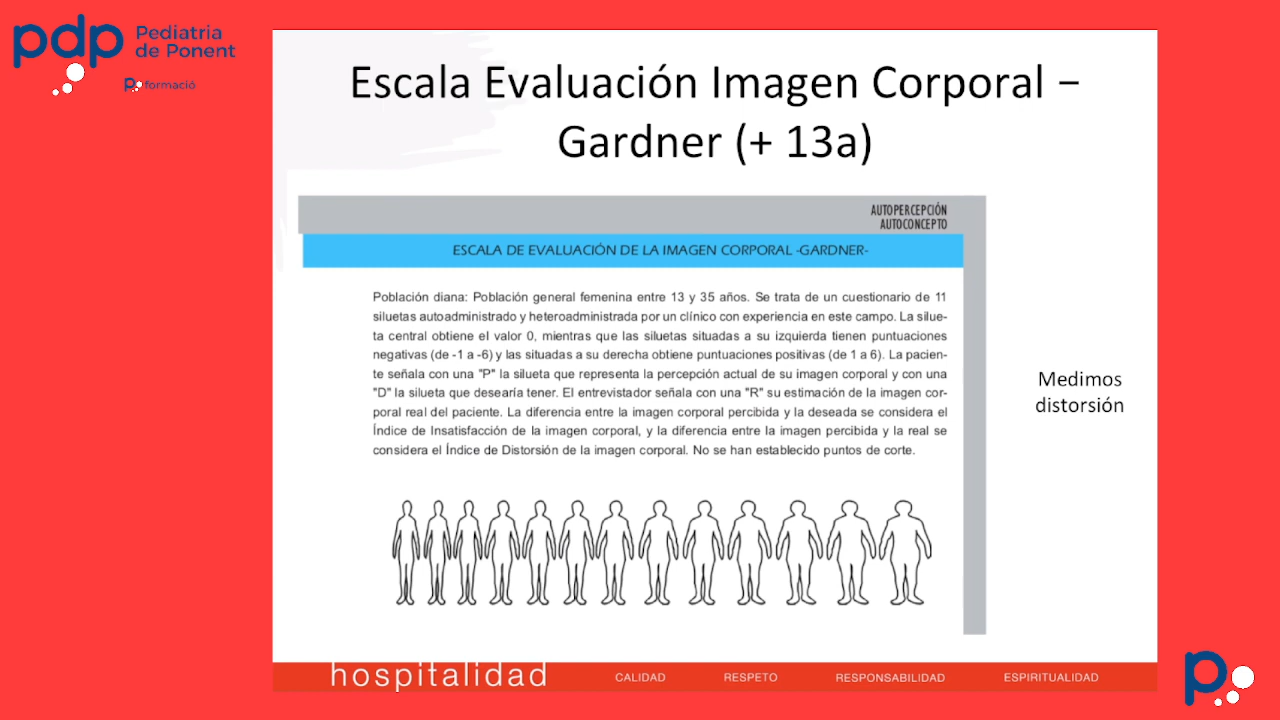 pdp Pediatria
de Ponent
formació
Escala Evaluación Imagen Corporal –
Gardner (+ 13a)
AUTOPERCEPCIÓN
AUTOCONCEPTO
ESCALA DE EVALUACIÓN DE LA IMAGEN CORPORAL -GARDNER-
Población diana: Población general femenina entre 13 y 35 años. Se trata de un cuestionario de 11
siluetas autoadministrado y heteroadministrada por un clínico con experiencia en este campo. La silue-
ta central obtiene el valor 0, mientras que las siluetas situadas a su izquierda tienen puntuaciones
negativas (de -1 a -6) y las situadas a su derecha obtiene puntuaciones positivas (de 1 a 6). La pacien-
te señala con una "P" la silueta que representa la percepción actual de su imagen corporal y con una
"D" la silueta que desearía tener. El entrevistador señala con una "R" su estimación de la imagen cor-
poral real del paciente. La diferencia entre la imagen corporal percibida y la deseada se considera el
Índice de Insatisfacción de la imagen corporal, y la diferencia entre la imagen percibida y la real se
considera el Índice de Distorsión de la imagen corporal. No se han establecido puntos de corte.
Medimos
distorsión
hospitalidad CALIDAD RESPETO RESPONSABILIDAD ESPIRITUALIDAD
p